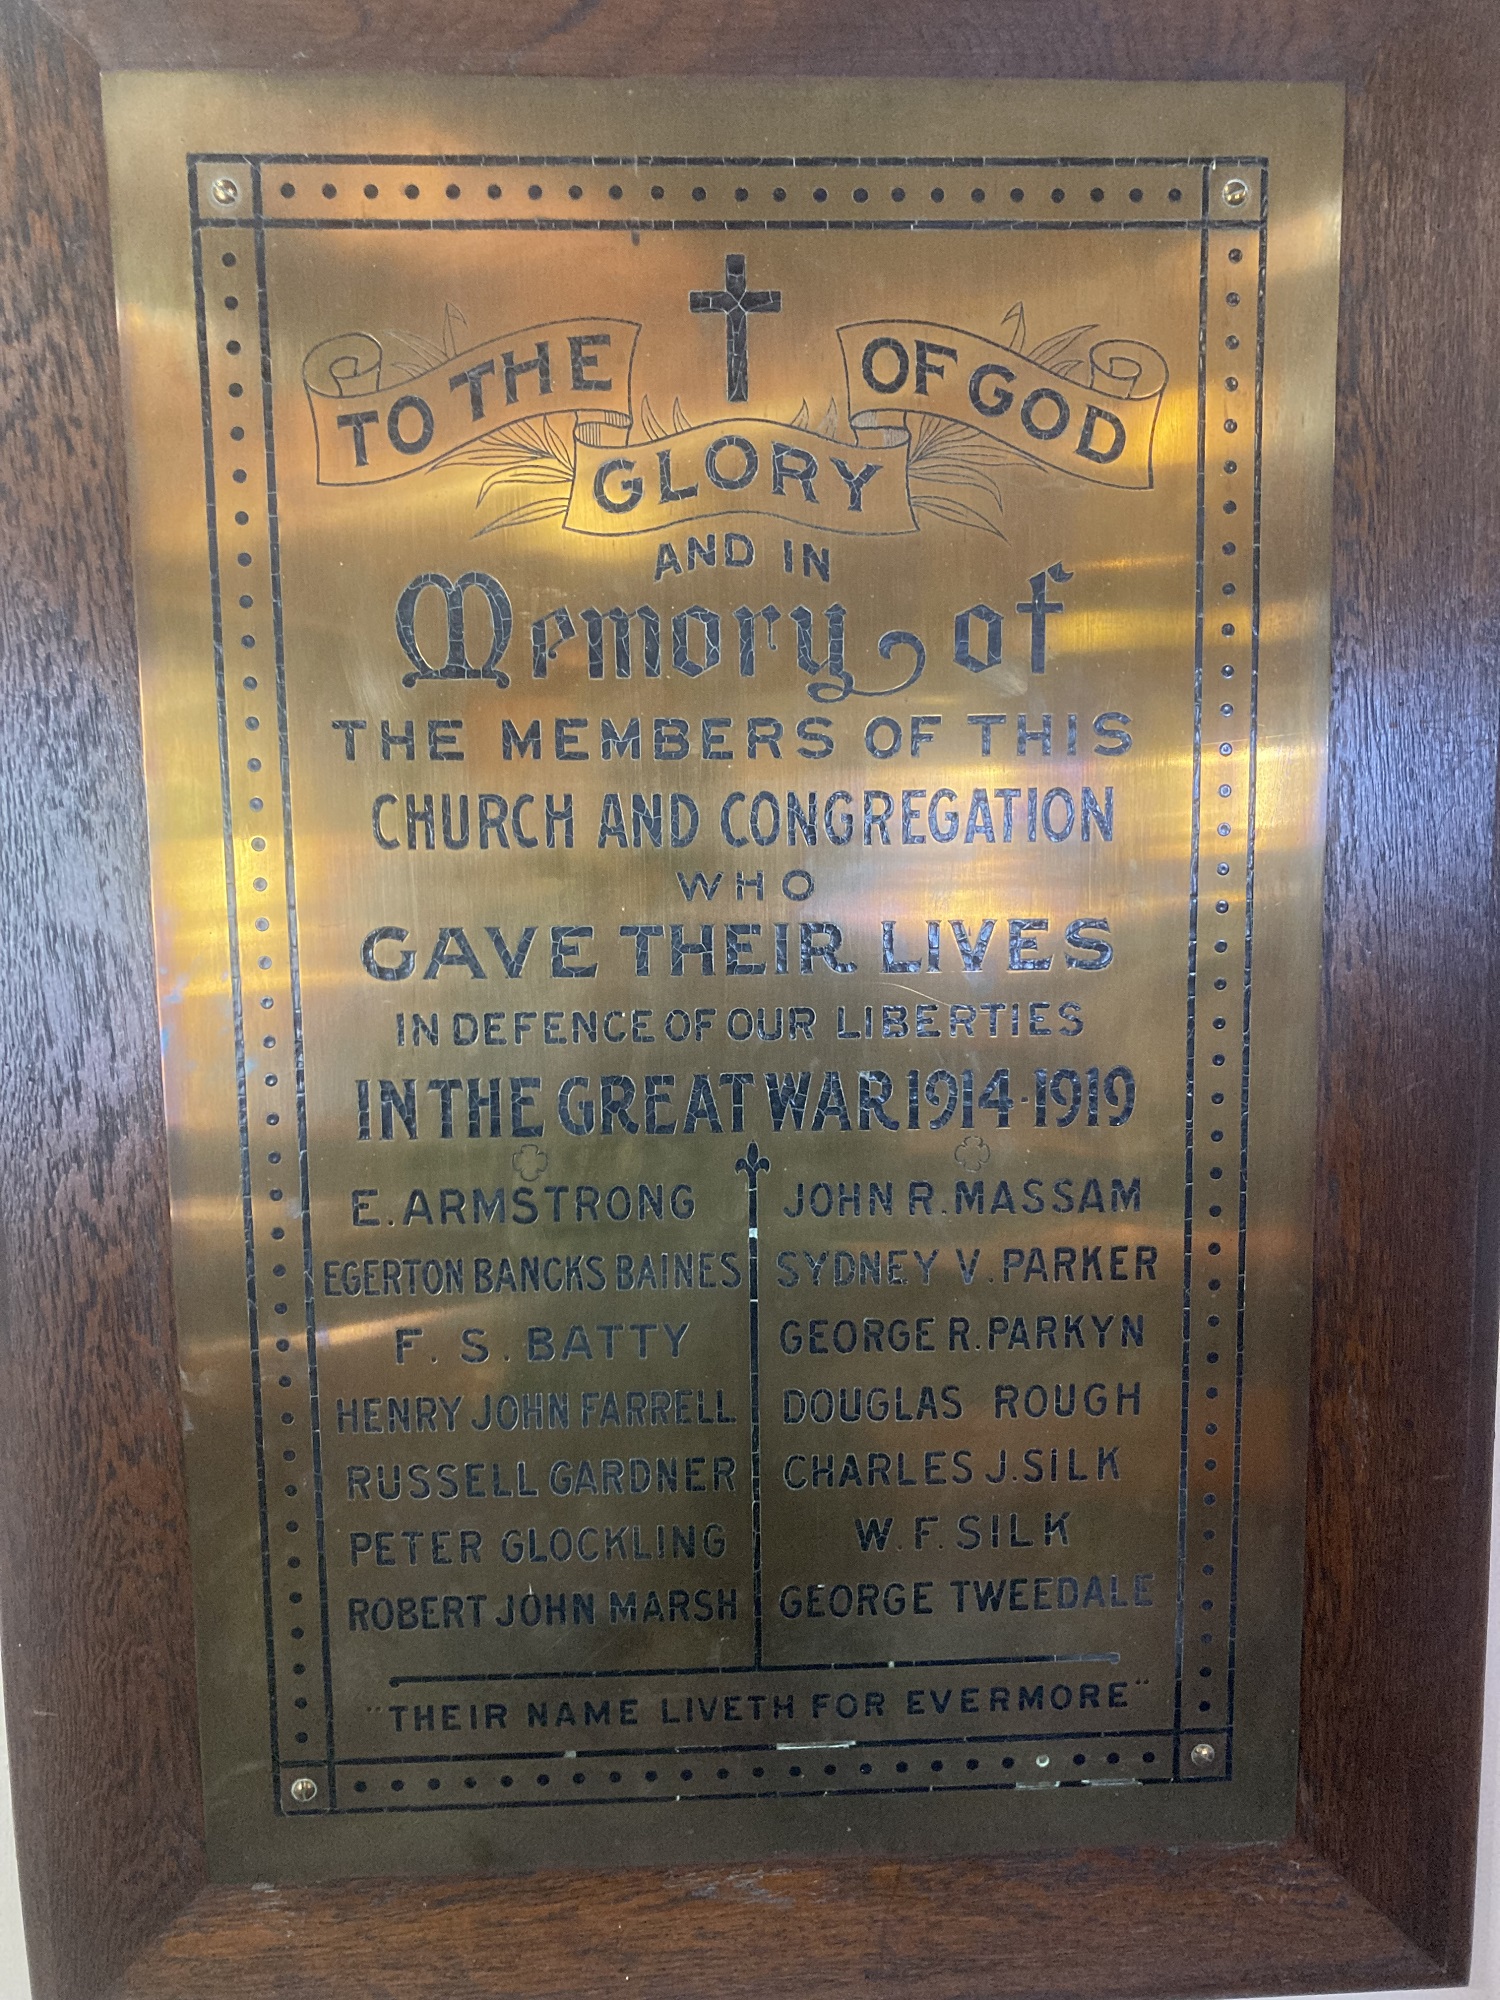 TO THE GLORY OF GOD
AND IN
Memory of
THE MEMBERS OF THIS
CHURCH AND CONGREGATION
WHO
GAVE THEIR LIVES
IN DEFENCE OF OUR LIBERTIES
IN THE GREAT WAR 1914-1919
E. ARMSTRONG
EGERTON BANCKS BAINES
F. S. BATTY
HENRY JOHN FARRELL
RUSSELL GARDNER
PETER GLOCKLING
ROBERT JOHN MARSH
JOHN R. MASSAM
SYDNEY V. PARKER
GEORGE R. PARKYN
DOUGLAS ROUGH
CHARLES J. SILK
W. F. SILK
GEORGE TWEEDALE
"THEIR NAME LIVETH FOR EVERMORE"